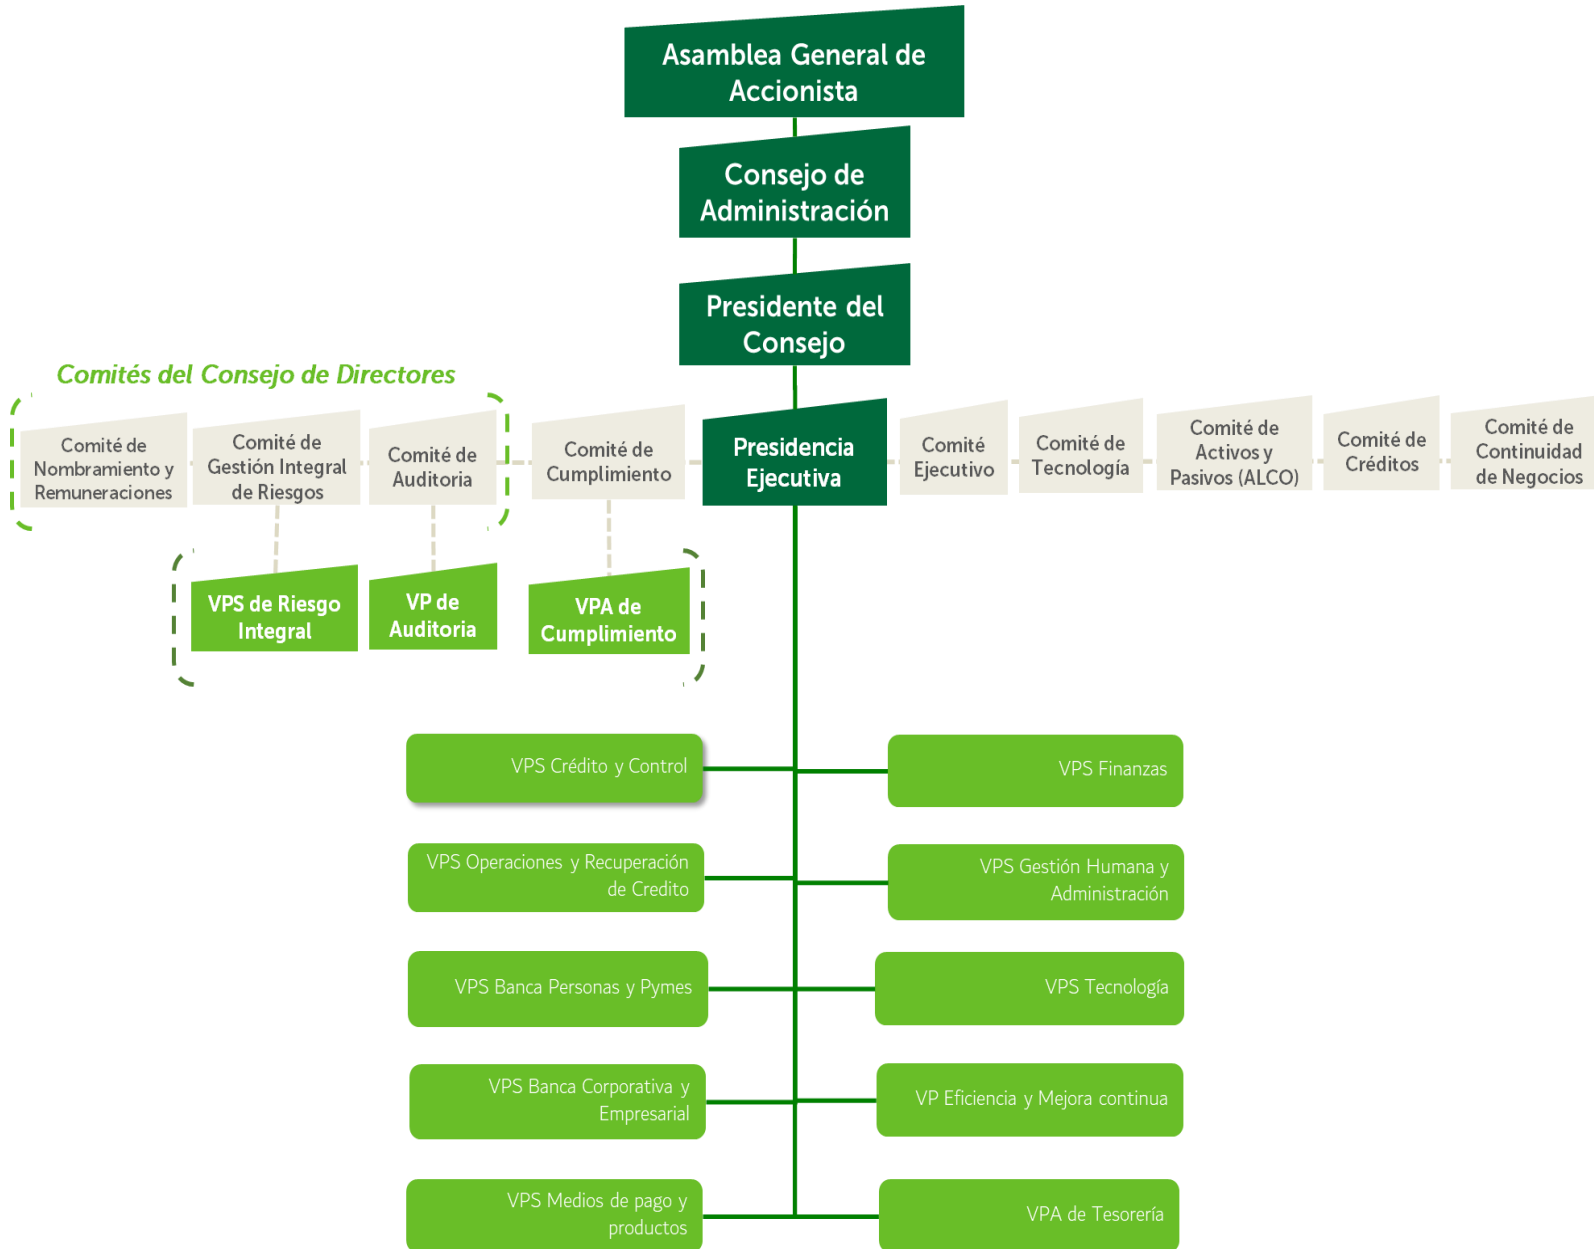 Asamblea General de
Accionista
Consejo de
Administración
Presidente del
Consejo
Comités del Consejo de Directores
Comité de
Nombramiento y
Remuneraciones
Comité de
Gestión Integral
de Riesgos
Comité de
Auditoria
Comité de
Cumplimiento
Presidencia
Ejecutiva
Comité
Ejecutivo
Comité de
Tecnología
Comité de
Activos y
Pasivos (ALCO)
Comité de
Créditos
Comité de
Continuidad
de Negocios
VPS de Riesgo
Integral
VP de
Auditoria
VPA de
Cumplimiento
VPS Crédito y Control
VPS Finanzas
VPS Operaciones y Recuperación
de Credito
VPS Gestión Humana y
Administración
VPS Banca Personas y Pymes
VPS Tecnología
VPS Banca Corporativa y
Empresarial
VP Eficiencia y Mejora continua
VPS Medios de pago y
productos
VPA de Tesorería